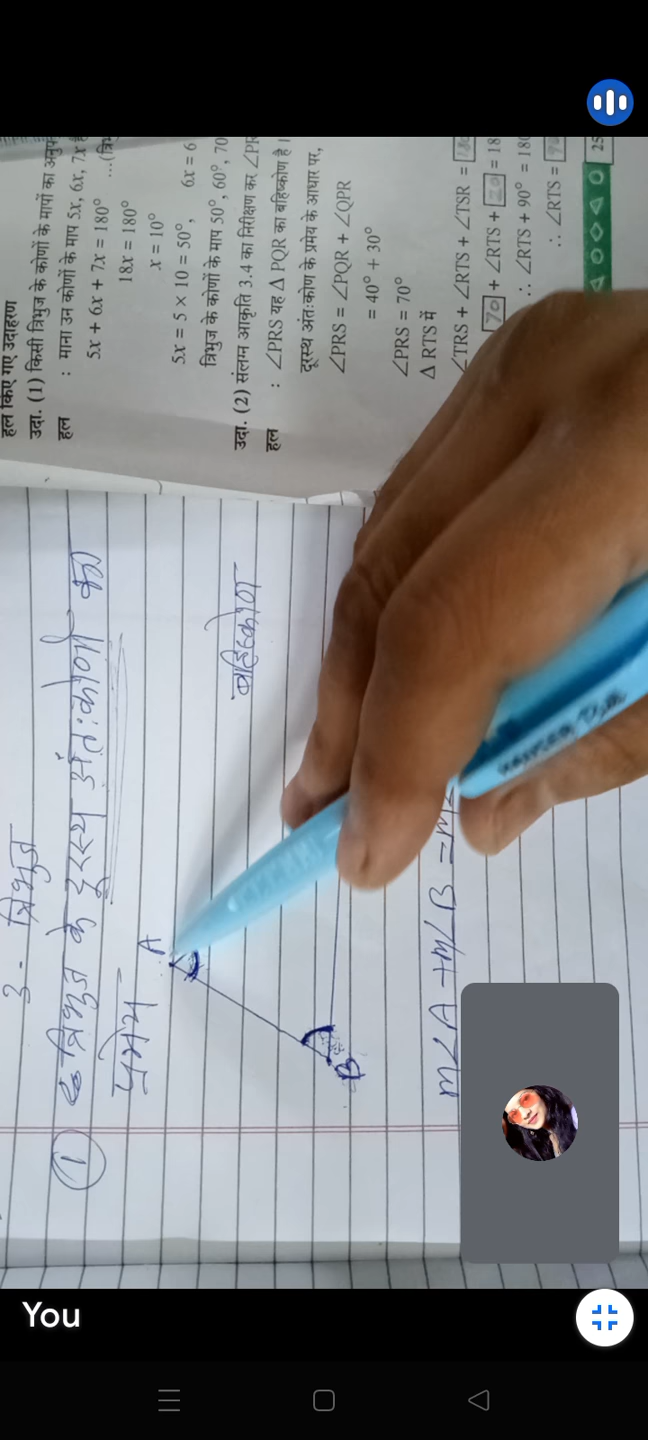 हल किए गए उदाहरण
उदा. (1) किसी त्रिभुज के कोणों के मापों का
हल : माना उन कोणों के माप 5x, 6x, 7x
5x + 6x + 7x = 180°
18x = 180°
x = 10°
5x = 5 × 10 = 50°, 6x = 6
त्रिभुज के कोणों के माप 50°, 60°, 70
उदा. (2) संलग्न आकृति 3.4 का निरीक्षण कर
हल : ∠PRS यह Δ PQR का बहिष्कोण है ।
दूरस्थ अंतःकोण के प्रमेय के आधार पर,
∠PRS = ∠PQR + ∠QPR
= 40° + 30°
∠PRS = 70°
Δ RTS में
∠TRS + ∠RTS + ∠TSR =
70 + ∠RTS + = 18
∴ ∠RTS + 90° = 180
∴ ∠RTS =
25
3 - त्रिभुज
① त्रिभुज के दूरस्थ अंतःकोणों का
प्रमेय
A
बहिष्कोण
B
m∠A + m∠B = m
You